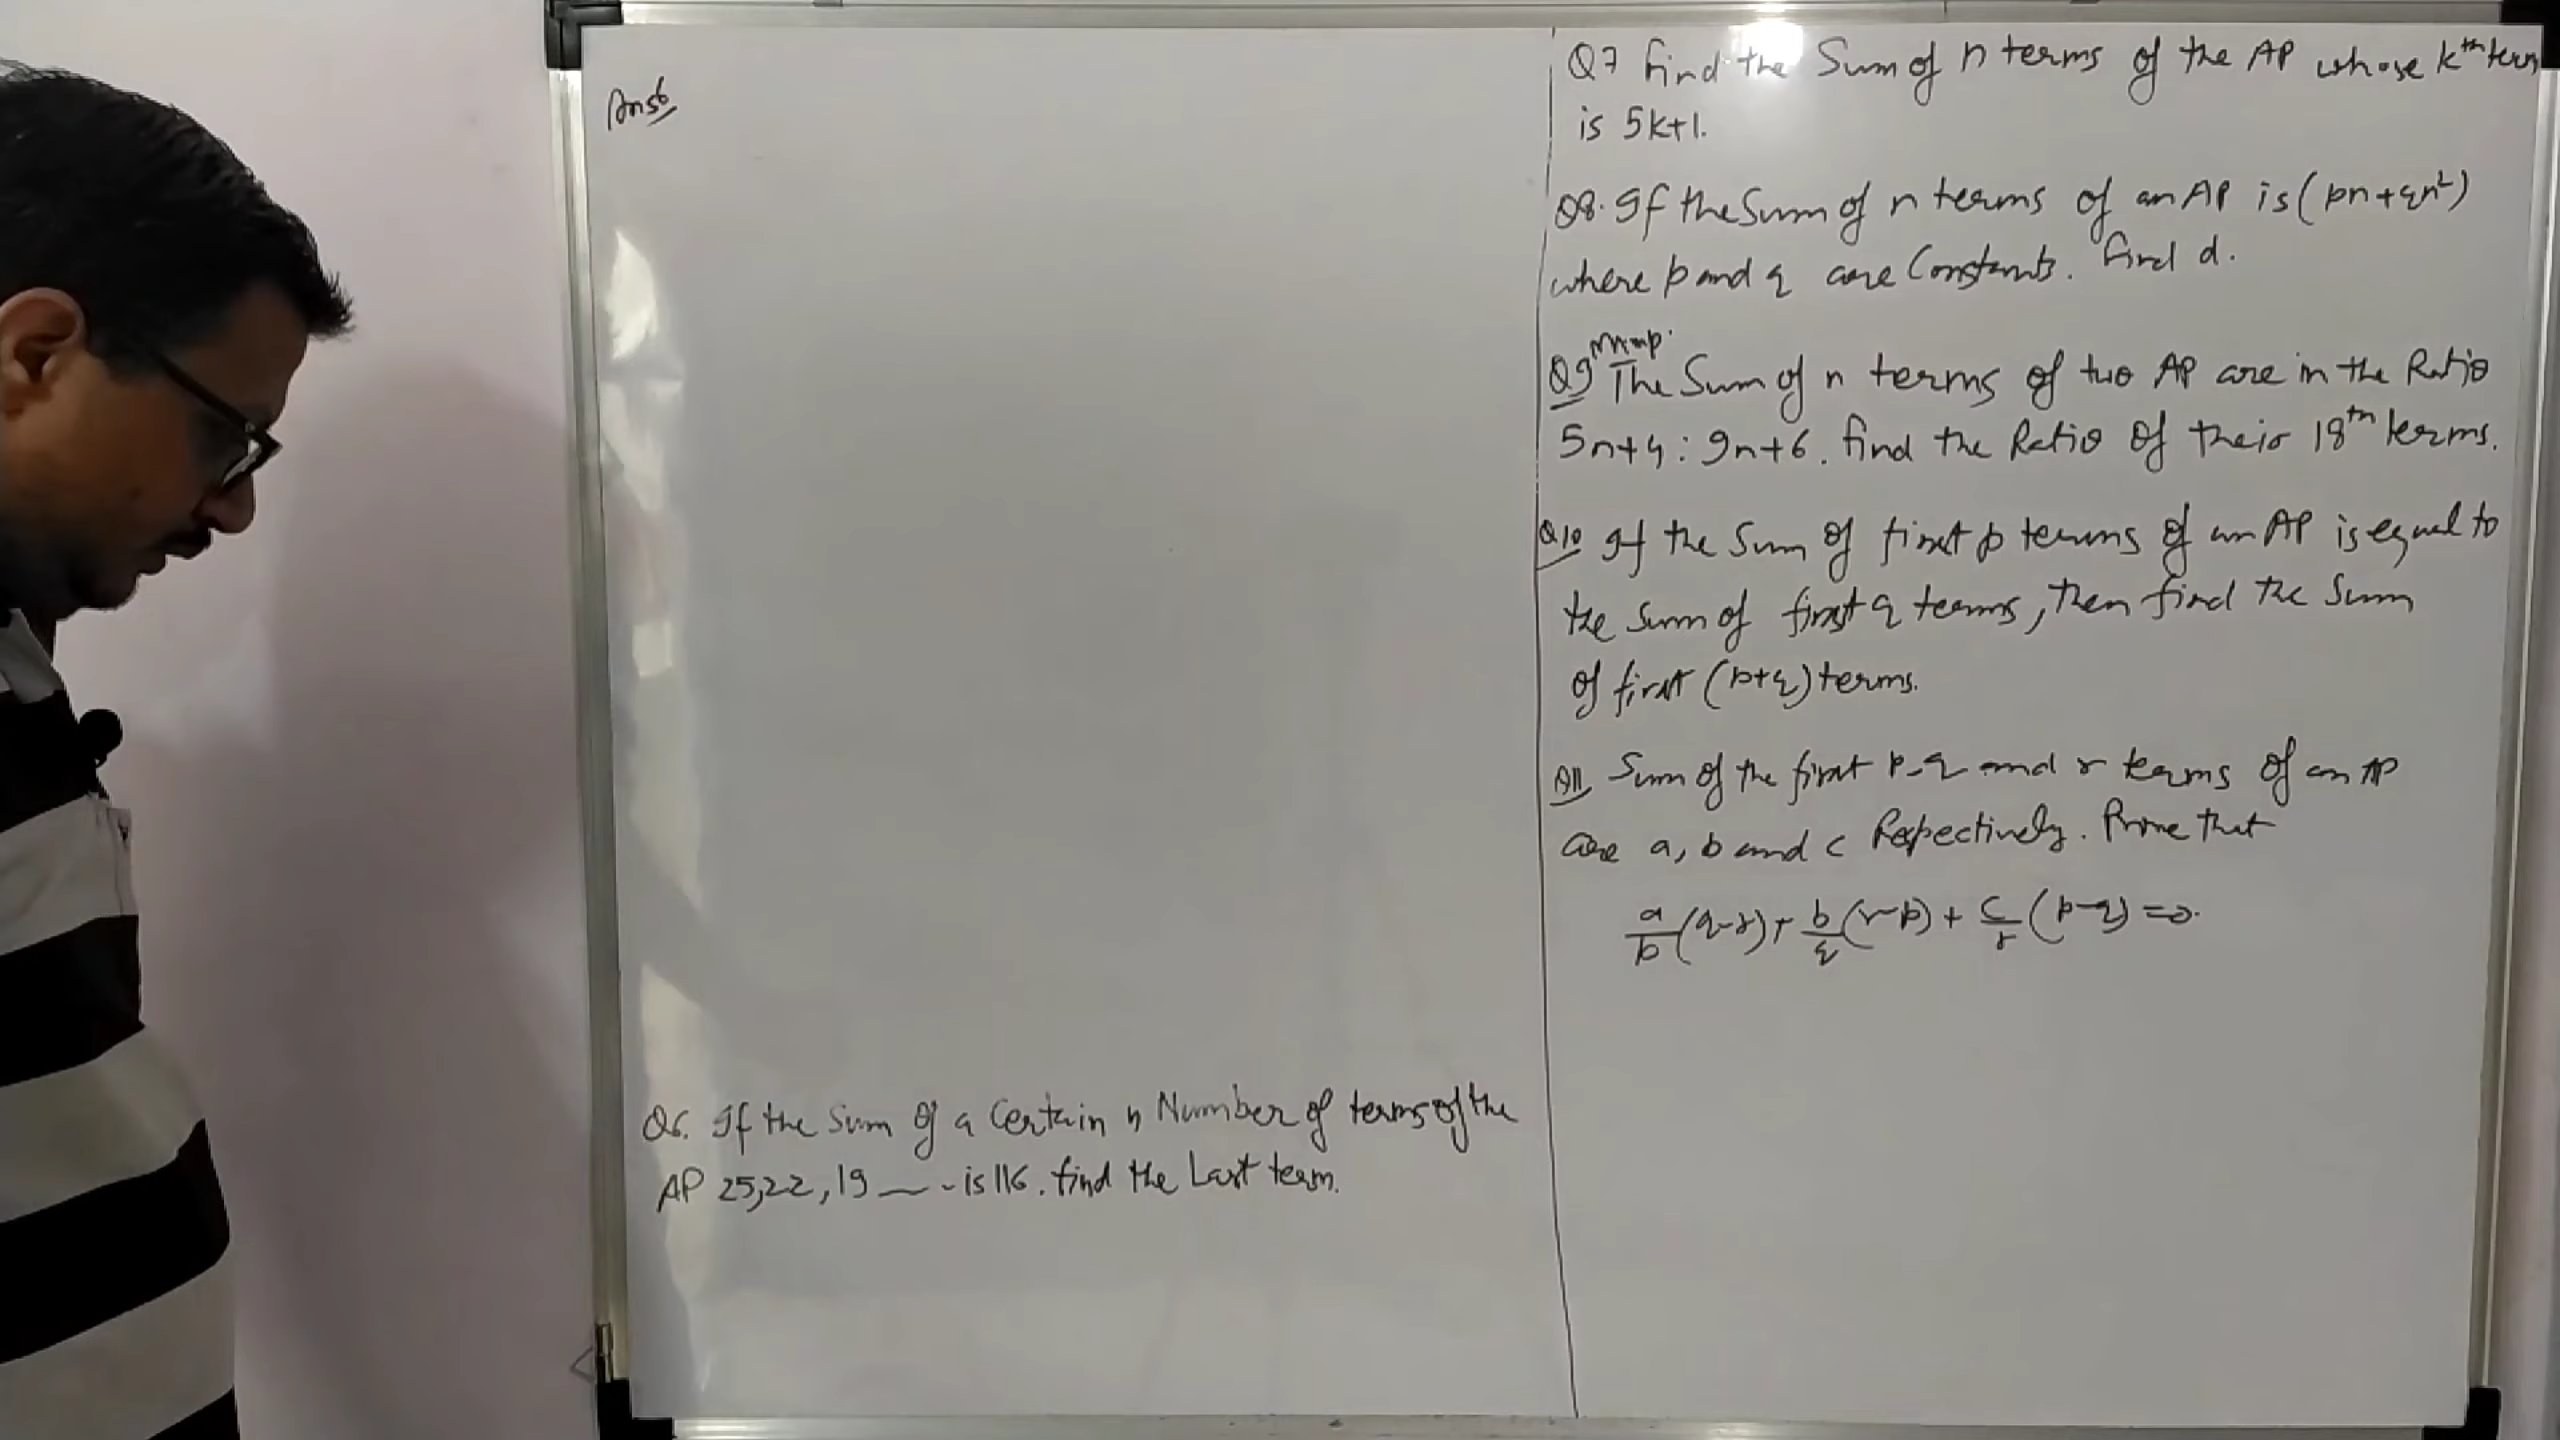 Ans6
Q6. If the Sum of a Certain n Number of terms of the
AP 25,22,19 -- - is 116. find the Last term.
Q7 find the Sum of n terms of the AP whose kth term
is 5k+1.
Q8. If the Sum of n terms of an AP is (pn+qn²)
where p and q are Constants. find d.
Q9 The Sum of n terms of two AP are in the Ratio
5n+4 : 9n+6. find the Ratio of their 18th terms.
Q10 If the Sum of first p terms of an AP is equal to
the Sum of first q terms, then find the Sum
of first (p+q) terms.
Q11 Sum of the first p, q and r terms of an AP
are a, b and c Respectively. Prove that
a/p (q-r) + b/q (r-p) + c/r (p-q) = 0.